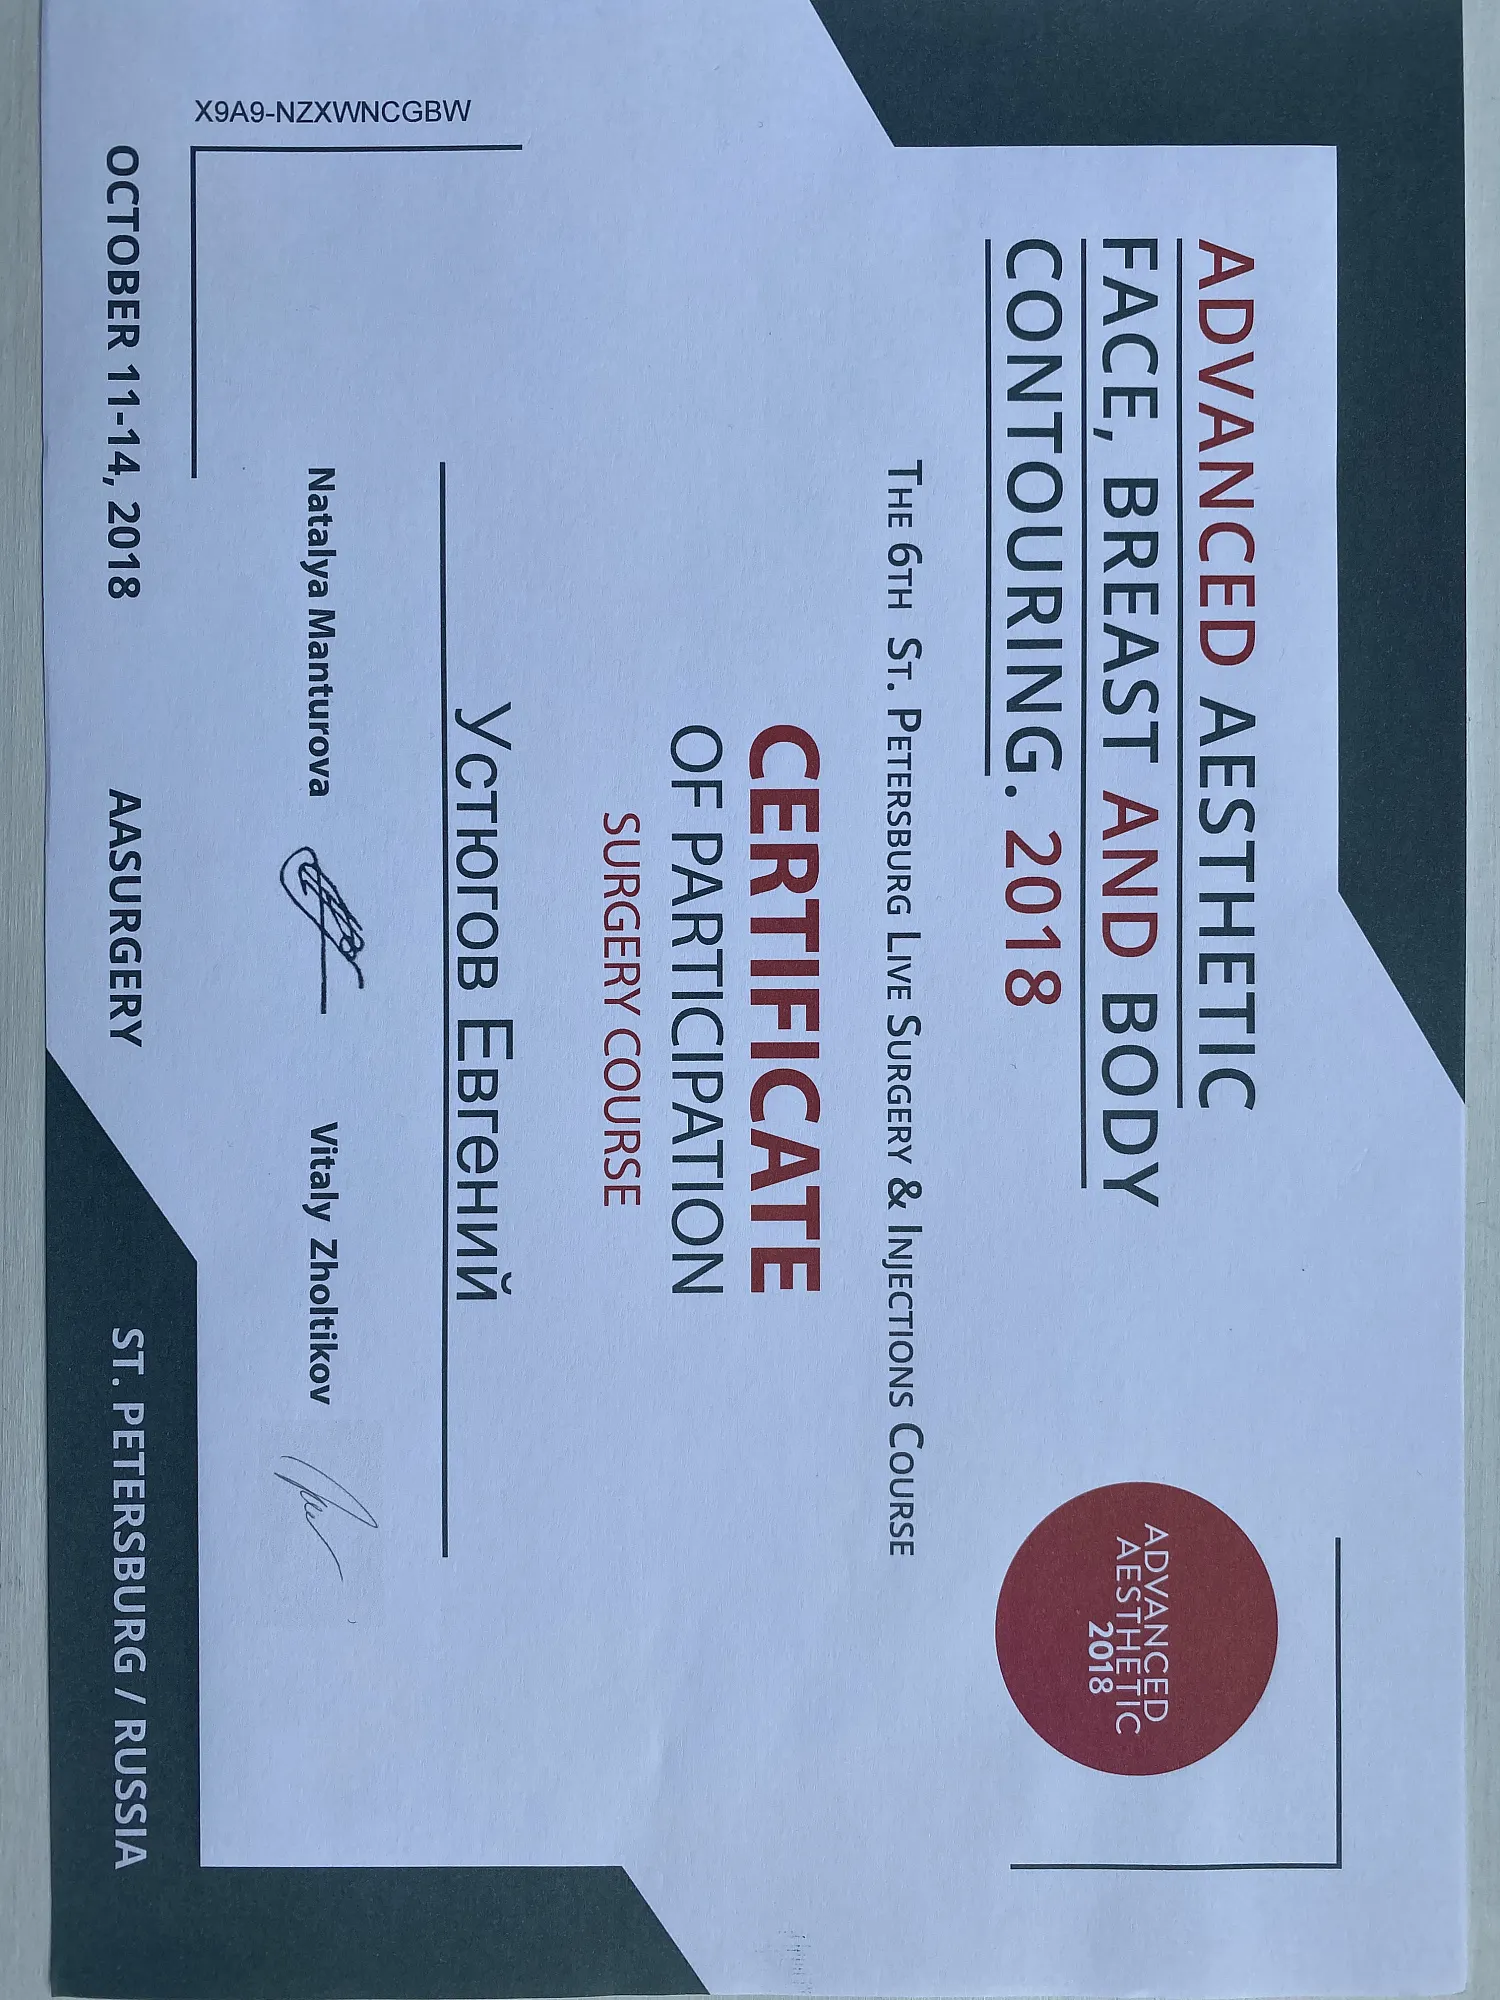 ADVANCED AESTHETIC
FACE, BREAST AND BODY
CONTOURING. 2018
ADVANCED
AESTHETIC
2018
THE 6TH ST. PETERSBURG LIVE SURGERY & INJECTIONS COURSE
CERTIFICATE
OF PARTICIPATION
SURGERY COURSE
Устюгов Евгений
Natalya Manturova
Vitaly Zholtikov
X9A9-NZXWNCGBW
OCTOBER 11-14, 2018
AASURGERY
ST. PETERSBURG / RUSSIA